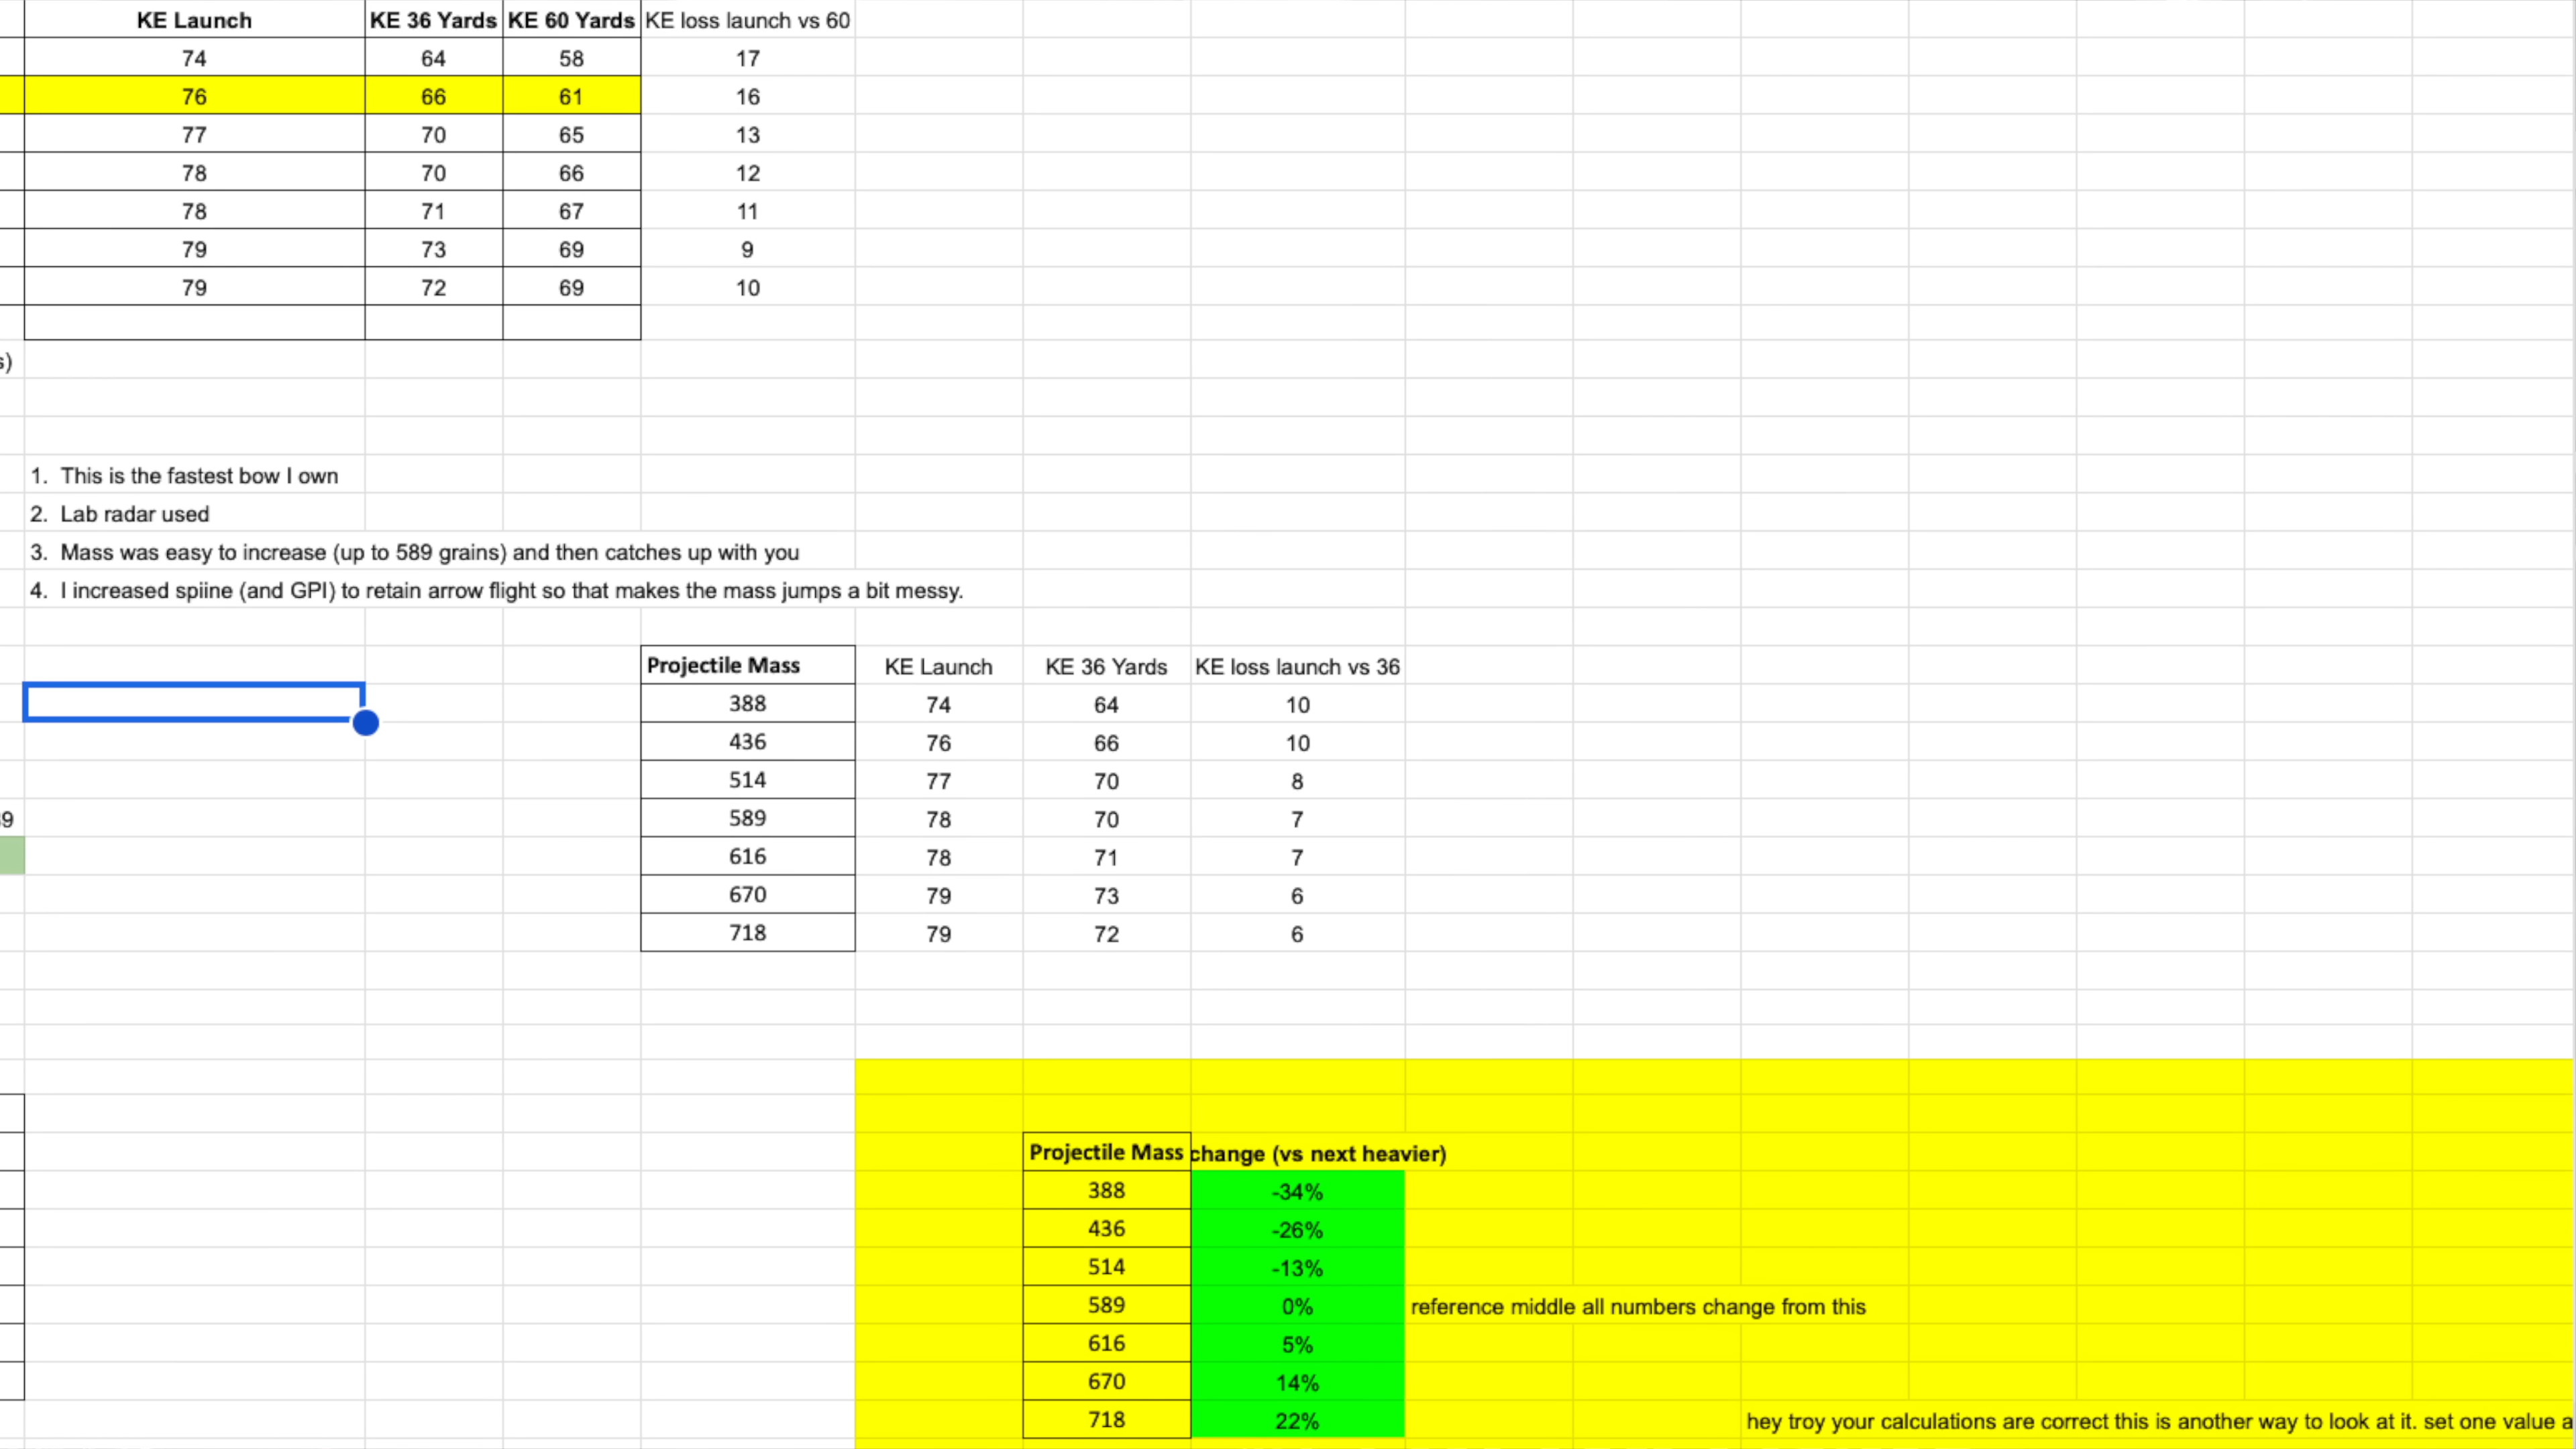 KE Launch KE 36 Yards KE 60 Yards KE loss launch vs 60
74 64 58 17
76 66 61 16
77 70 65 13
78 70 66 12
78 71 67 11
79 73 69 9
79 72 69 10
s)
1. This is the fastest bow I own
2. Lab radar used
3. Mass was easy to increase (up to 589 grains) and then catches up with you
4. I increased spiine (and GPI) to retain arrow flight so that makes the mass jumps a bit messy.
Projectile Mass KE Launch KE 36 Yards KE loss launch vs 36
388 74 64 10
436 76 66 10
514 77 70 8
9 589 78 70 7
616 78 71 7
670 79 73 6
718 79 72 6
Projectile Mass change (vs next heavier)
388 -34%
436 -26%
514 -13%
589 0% reference middle all numbers change from this
616 5%
670 14%
718 22% hey troy your calculations are correct this is another way to look at it. set one value a